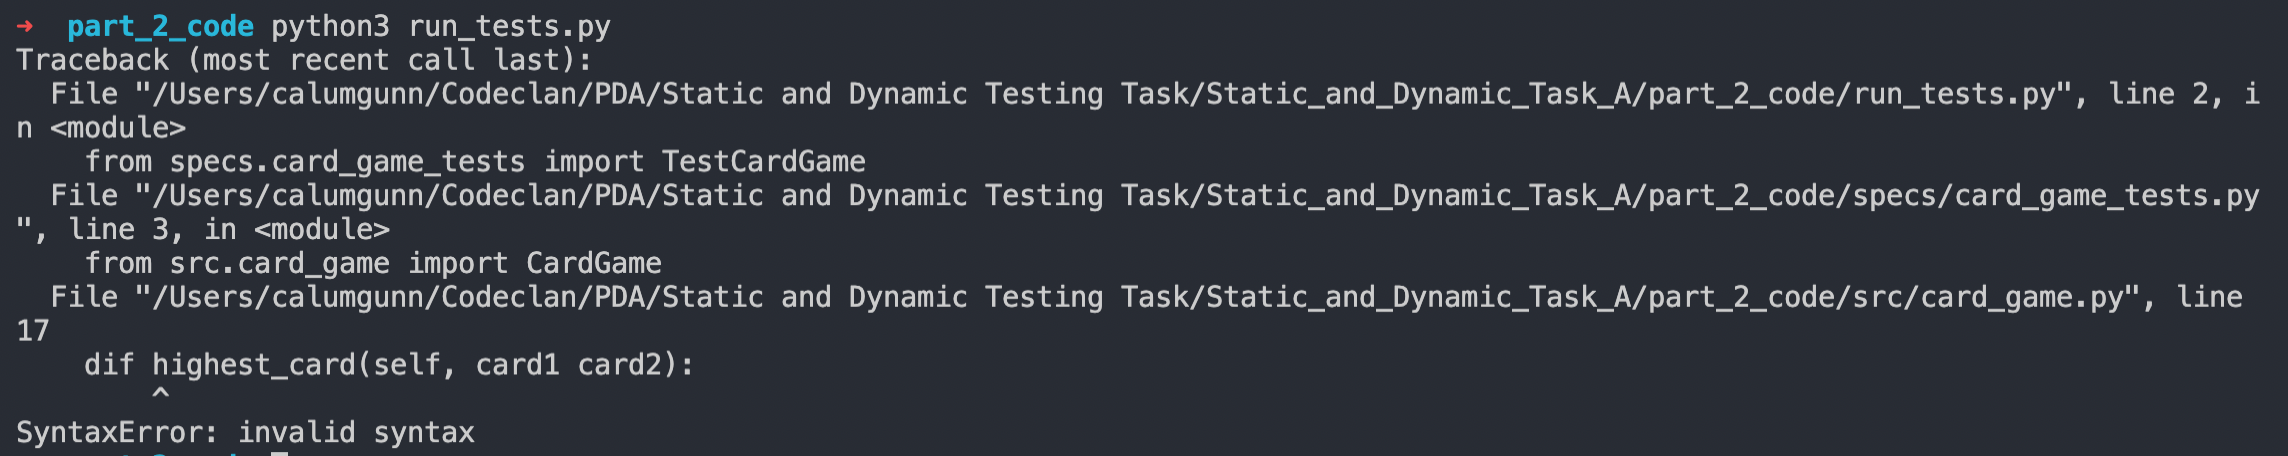 → part_2_code python3 run_tests.py
Traceback (most recent call last):
  File "/Users/calumgunn/Codeclan/PDA/Static and Dynamic Testing Task/Static_and_Dynamic_Task_A/part_2_code/run_tests.py", line 2, i
n <module>
    from specs.card_game_tests import TestCardGame
  File "/Users/calumgunn/Codeclan/PDA/Static and Dynamic Testing Task/Static_and_Dynamic_Task_A/part_2_code/specs/card_game_tests.py
", line 3, in <module>
    from src.card_game import CardGame
  File "/Users/calumgunn/Codeclan/PDA/Static and Dynamic Testing Task/Static_and_Dynamic_Task_A/part_2_code/src/card_game.py", line
17
    dif highest_card(self, card1 card2):
        ^
SyntaxError: invalid syntax